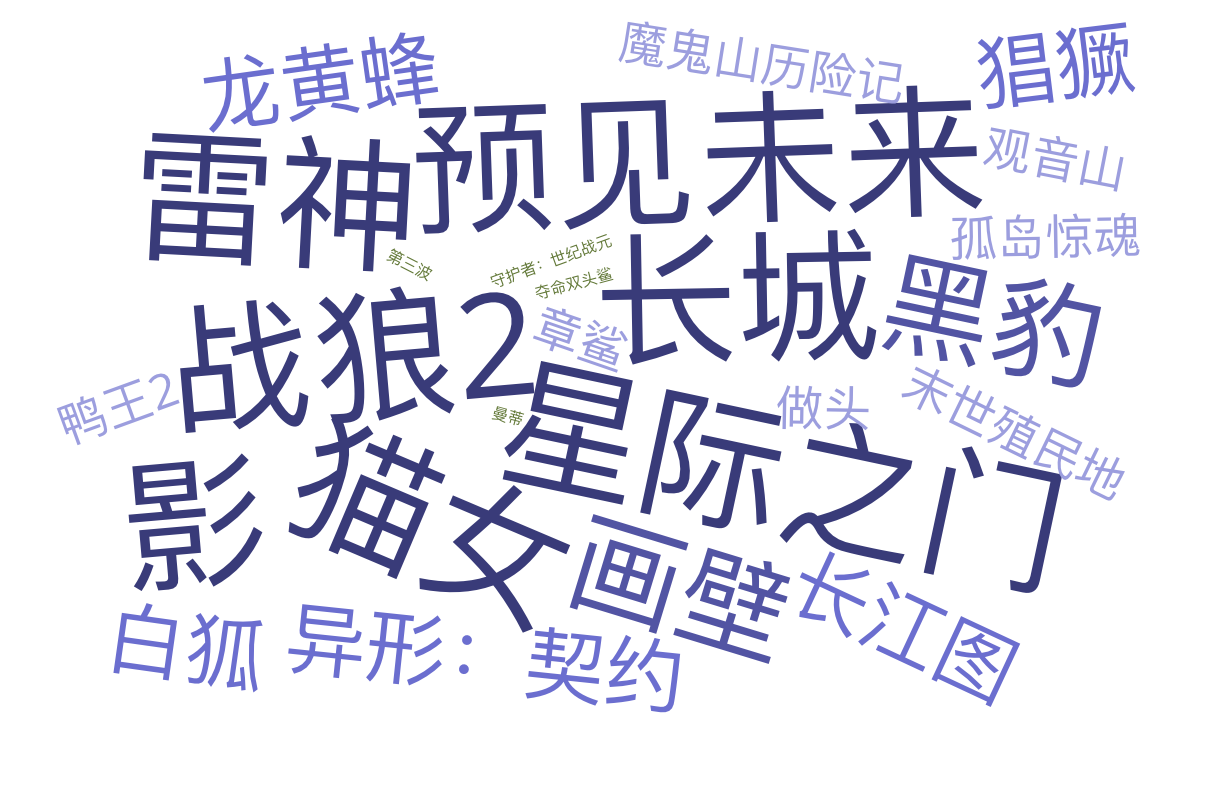 龙黄蜂
魔鬼山历险记
猖獗
雷神
预见未来
观音山
孤岛惊魂
第三波
守护者：世纪战元
夺命双头鲨
长城
黑豹
战狼2
章鲨
鸭王2
曼蒂
星际之门
做头
末世殖民地
影
猫女
画壁
长江图
白狐
异形：契约